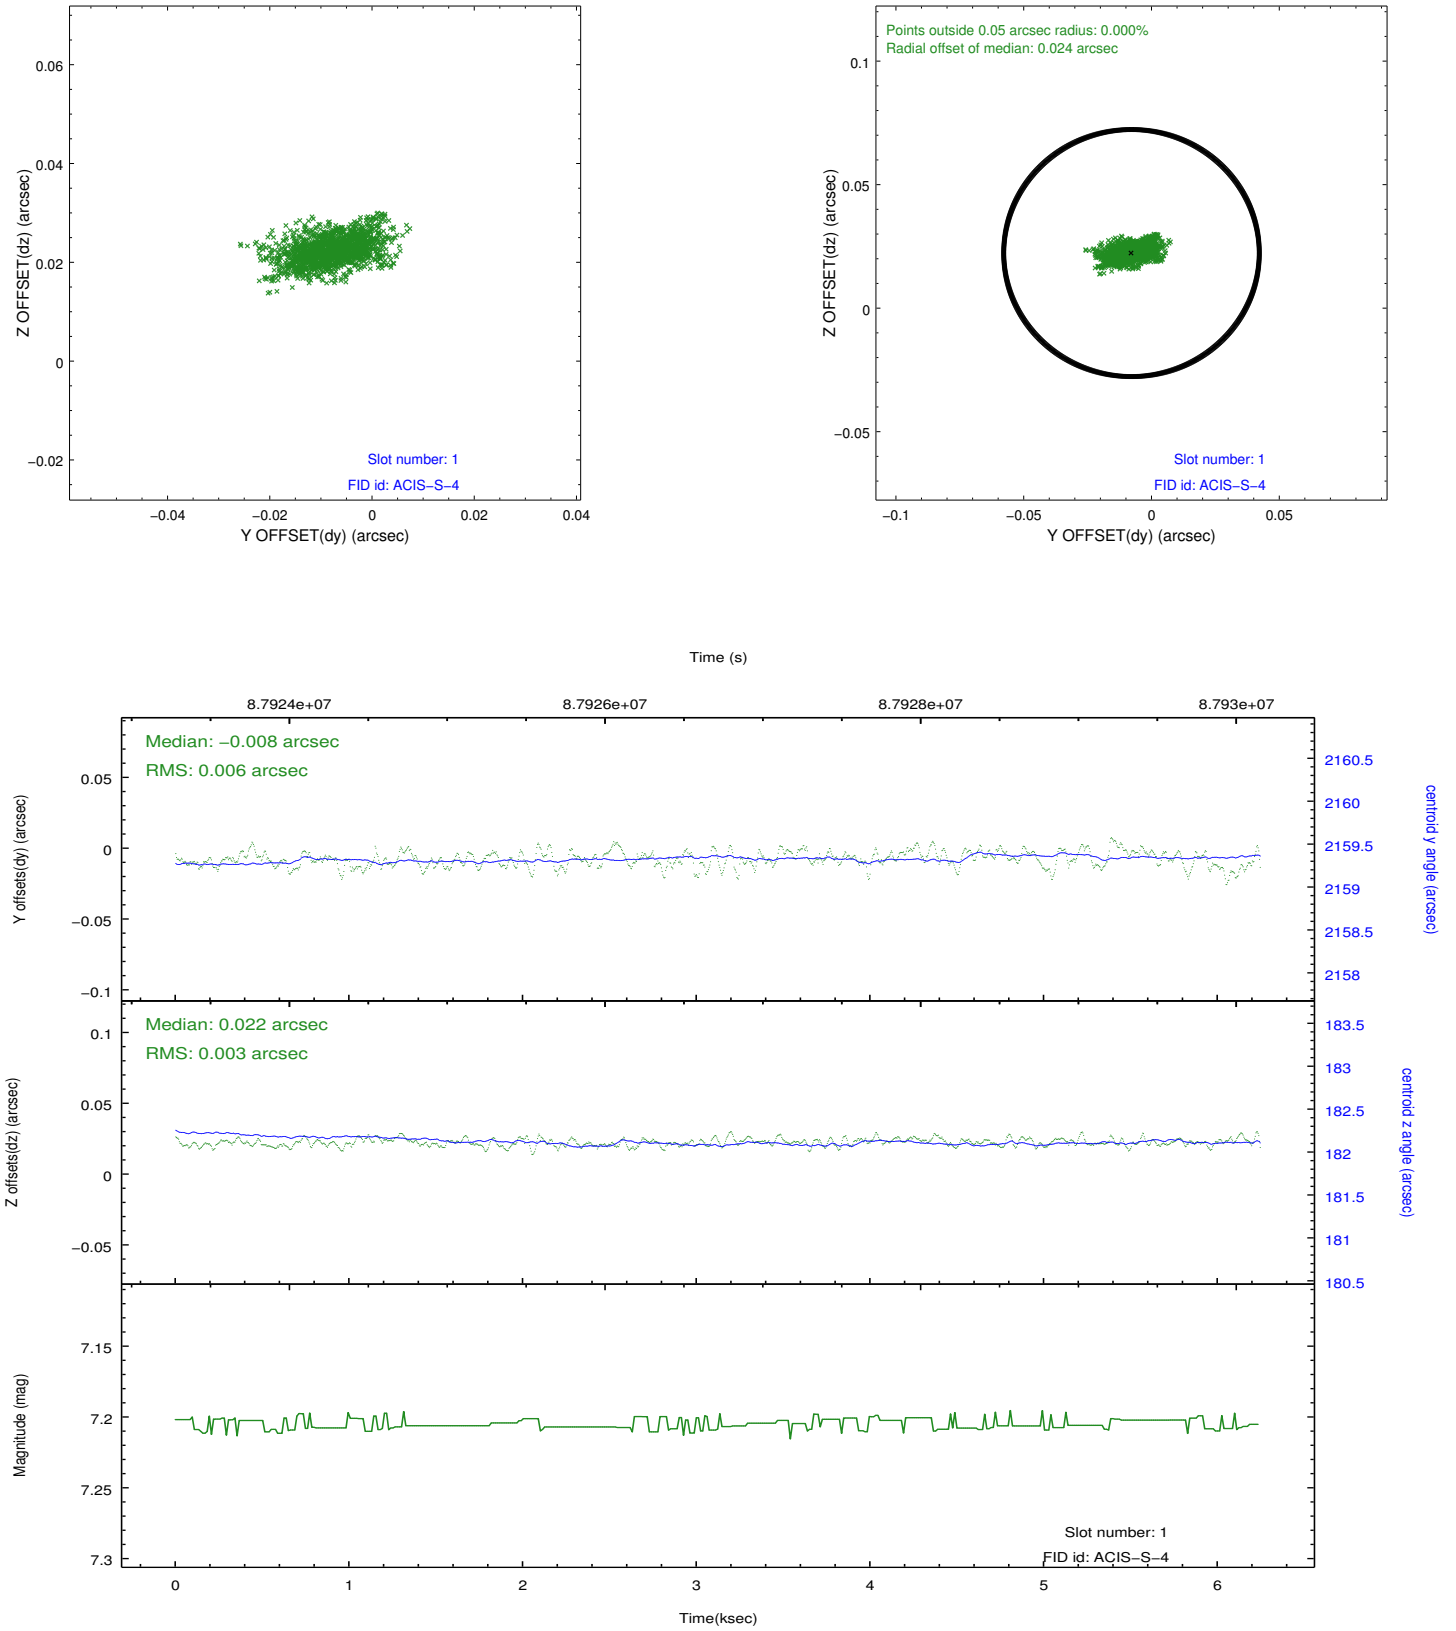 0.06
0.04
0.02
0
−0.02
Z OFFSET(dz) (arcsec)
Slot number: 1
FID id: ACIS−S−4
−0.04
−0.02
0
0.02
0.04
Y OFFSET(dy) (arcsec)
Points outside 0.05 arcsec radius: 0.000%
Radial offset of median: 0.024 arcsec
0.1
0.05
0
−0.05
Z OFFSET(dz) (arcsec)
Slot number: 1
FID id: ACIS−S−4
−0.1
−0.05
0
0.05
Y OFFSET(dy) (arcsec)
Time (s)
8.7924e+07
8.7926e+07
8.7928e+07
8.793e+07
Median: −0.008 arcsec
RMS: 0.006 arcsec
0.05
0
−0.05
−0.1
Y offsets(dy) (arcsec)
2160.5
2160
2159.5
2159
2158.5
2158
centroid y angle (arcsec)
Median: 0.022 arcsec
RMS: 0.003 arcsec
0.1
0.05
0
−0.05
Z offsets(dz) (arcsec)
183.5
183
182.5
182
181.5
181
180.5
centroid z angle (arcsec)
7.15
7.2
7.25
7.3
Magnitude (mag)
Slot number: 1
FID id: ACIS−S−4
0
1
2
3
4
5
6
Time(ksec)